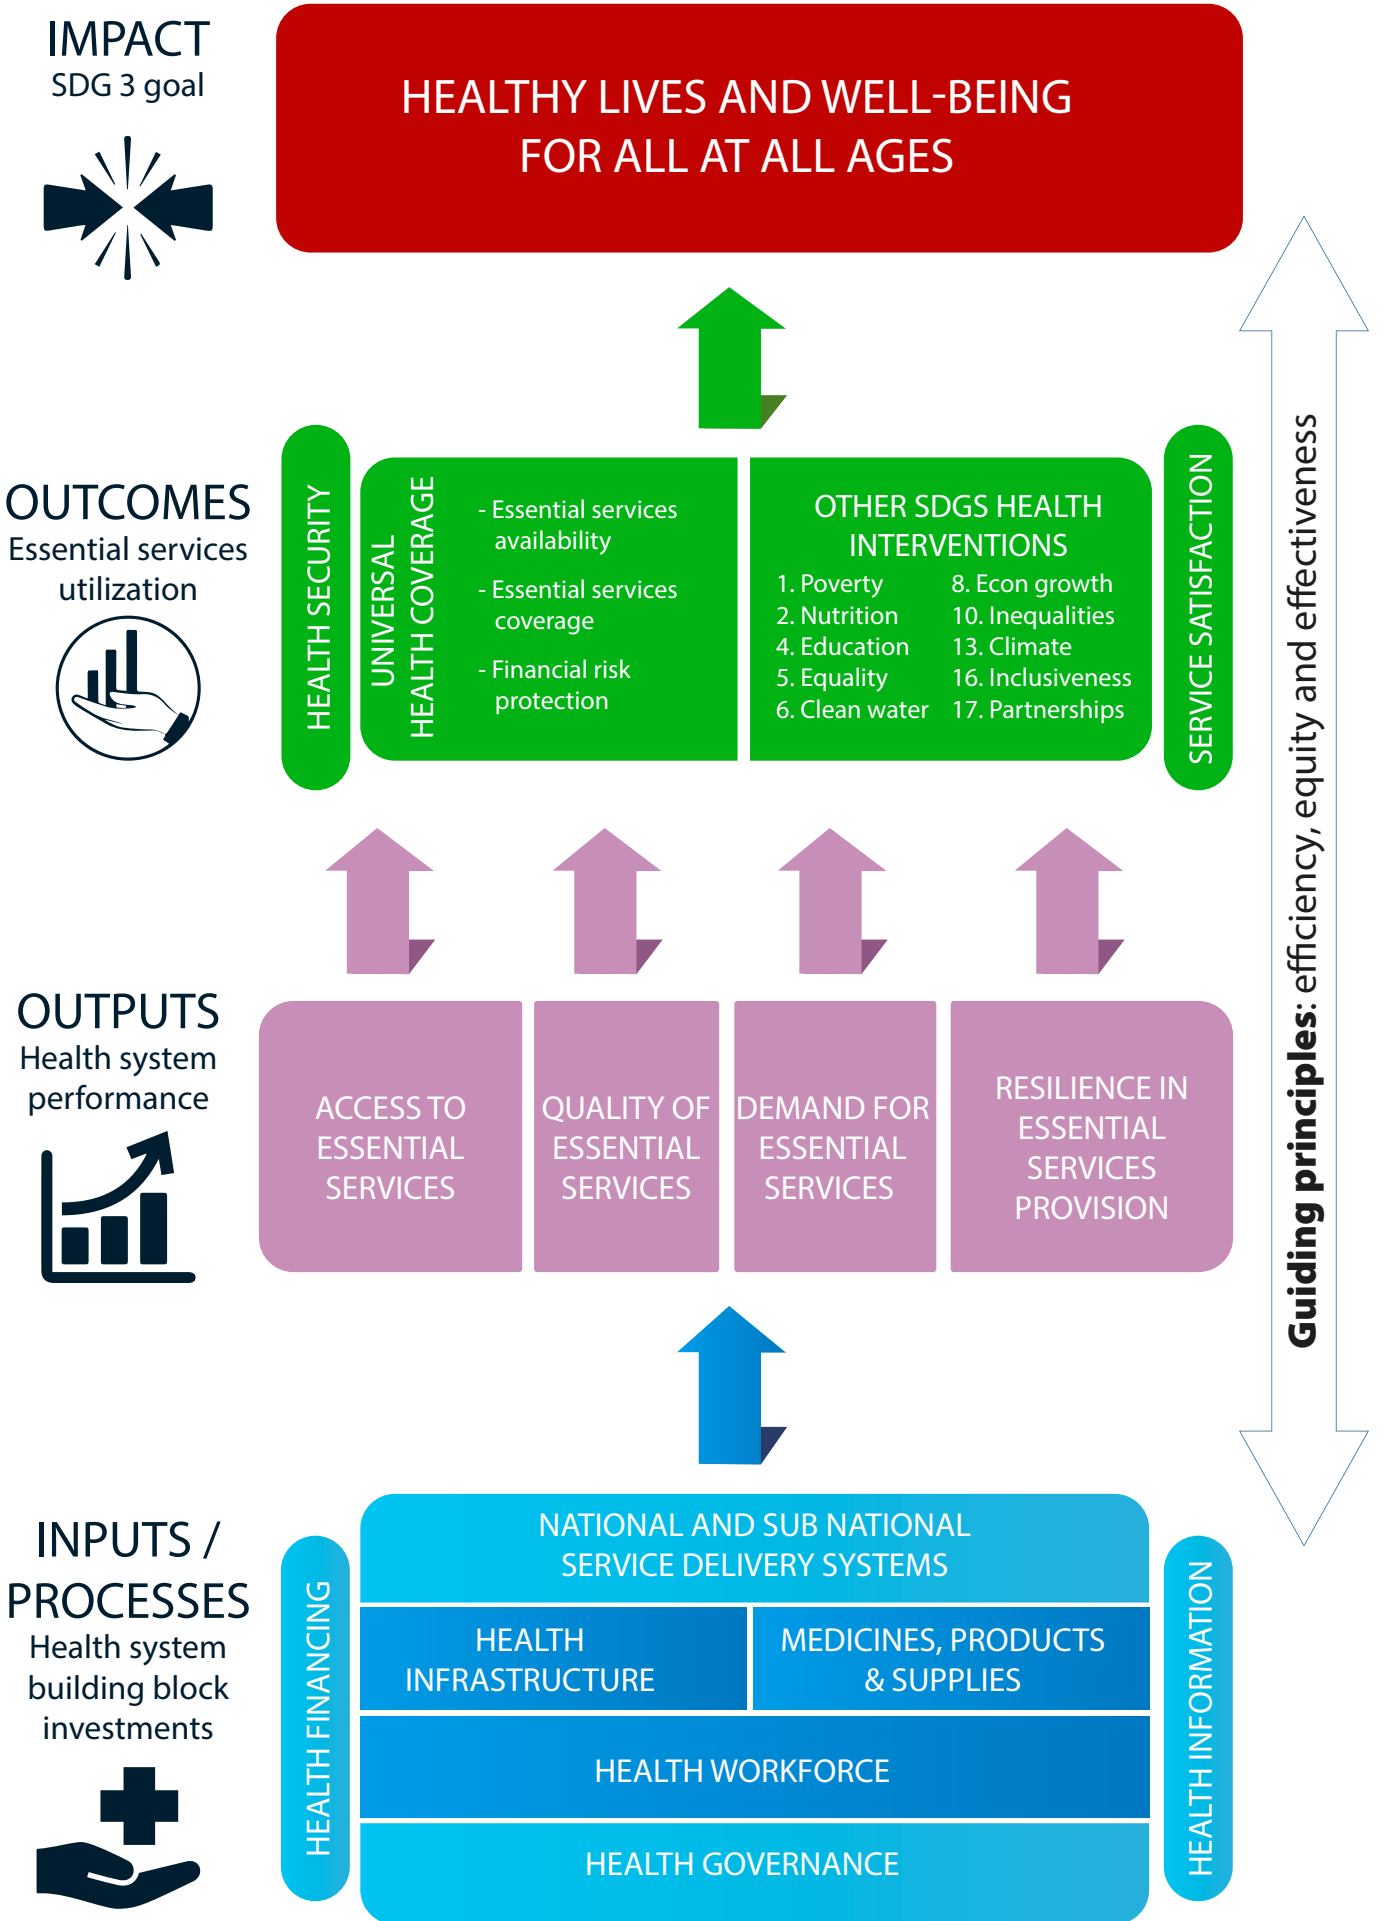 IMPACT
SDG 3 goal
HEALTHY LIVES AND WELL-BEING
FOR ALL AT ALL AGES
OUTCOMES
Essential services
utilization
HEALTH SECURITY
UNIVERSAL
HEALTH COVERAGE
- Essential services
availability
- Essential services
coverage
- Financial risk
protection
OTHER SDGS HEALTH
INTERVENTIONS
1. Poverty
2. Nutrition
4. Education
5. Equality
6. Clean water
8. Econ growth
10. Inequalities
13. Climate
16. Inclusiveness
17. Partnerships
SERVICE SATISFACTION
Guiding principles: efficiency, equity and effectiveness
OUTPUTS
Health system
performance
ACCESS TO
ESSENTIAL
SERVICES
QUALITY OF
ESSENTIAL
SERVICES
DEMAND FOR
ESSENTIAL
SERVICES
RESILIENCE IN
ESSENTIAL
SERVICES
PROVISION
INPUTS /
PROCESSES
Health system
building block
investments
HEALTH FINANCING
NATIONAL AND SUB NATIONAL
SERVICE DELIVERY SYSTEMS
HEALTH
INFRASTRUCTURE
MEDICINES, PRODUCTS
& SUPPLIES
HEALTH WORKFORCE
HEALTH GOVERNANCE
HEALTH INFORMATION